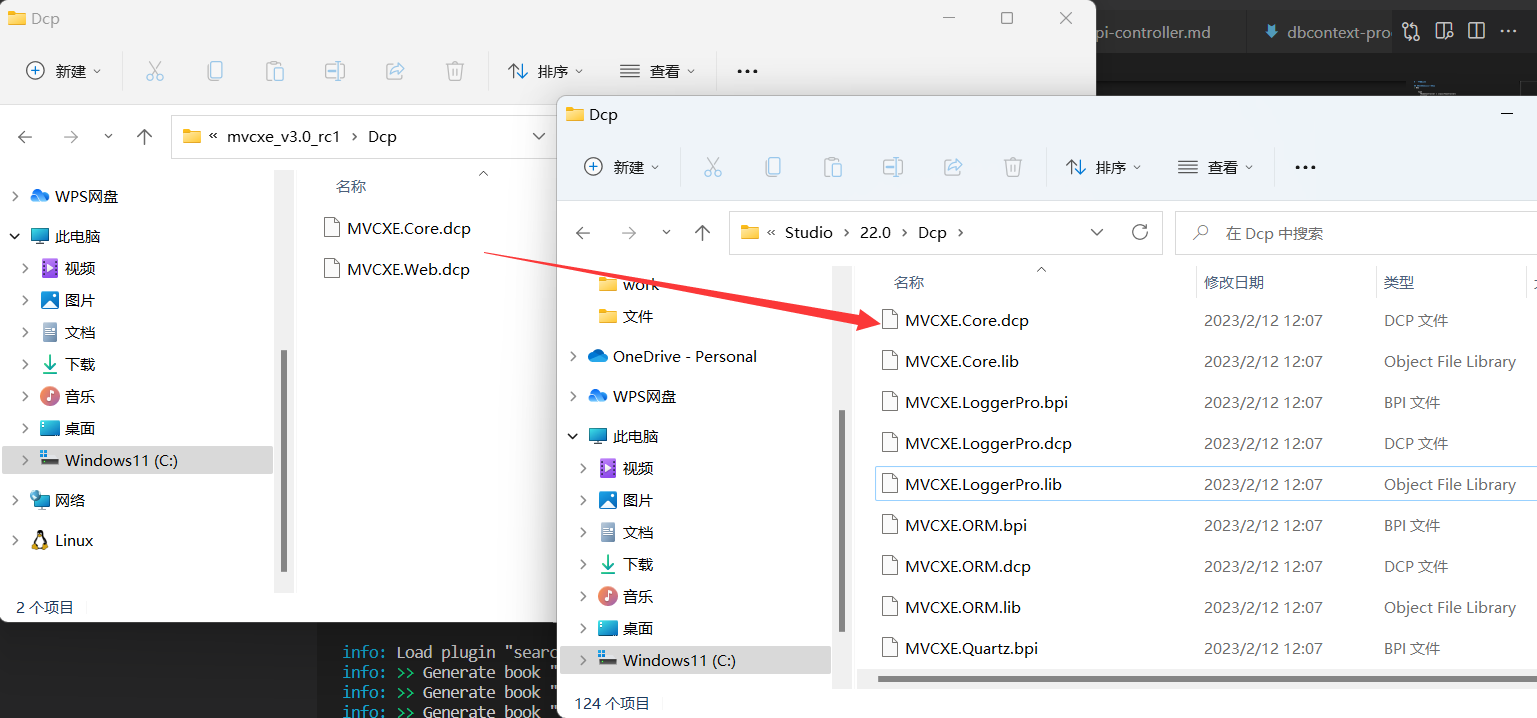 Dcp
新建
排序
查看
« mvcxe_v3.0_rc1 > Dcp
WPS网盘
此电脑
视频
图片
文档
下载
音乐
桌面
Windows11 (C:)
网络
Linux
名称
MVCXE.Core.dcp
MVCXE.Web.dcp
2 个项目
pi-controller.md
dbcontext-pro
Dcp
新建
排序
查看
« Studio > 22.0 > Dcp >
在 Dcp 中搜索
work
文件
OneDrive - Personal
WPS网盘
此电脑
视频
图片
文档
下载
音乐
桌面
Windows11 (C:)
名称 修改日期 类型
MVCXE.Core.dcp 2023/2/12 12:07 DCP 文件
MVCXE.Core.lib 2023/2/12 12:07 Object File Library
MVCXE.LoggerPro.bpi 2023/2/12 12:07 BPI 文件
MVCXE.LoggerPro.dcp 2023/2/12 12:07 DCP 文件
MVCXE.LoggerPro.lib 2023/2/12 12:07 Object File Library
MVCXE.ORM.bpi 2023/2/12 12:07 BPI 文件
MVCXE.ORM.dcp 2023/2/12 12:07 DCP 文件
MVCXE.ORM.lib 2023/2/12 12:07 Object File Library
MVCXE.Quartz.bpi 2023/2/12 12:07 BPI 文件
124 个项目
info: Load plugin "searc
info: >> Generate book "
info: >> Generate book "
info: >> Generate book "